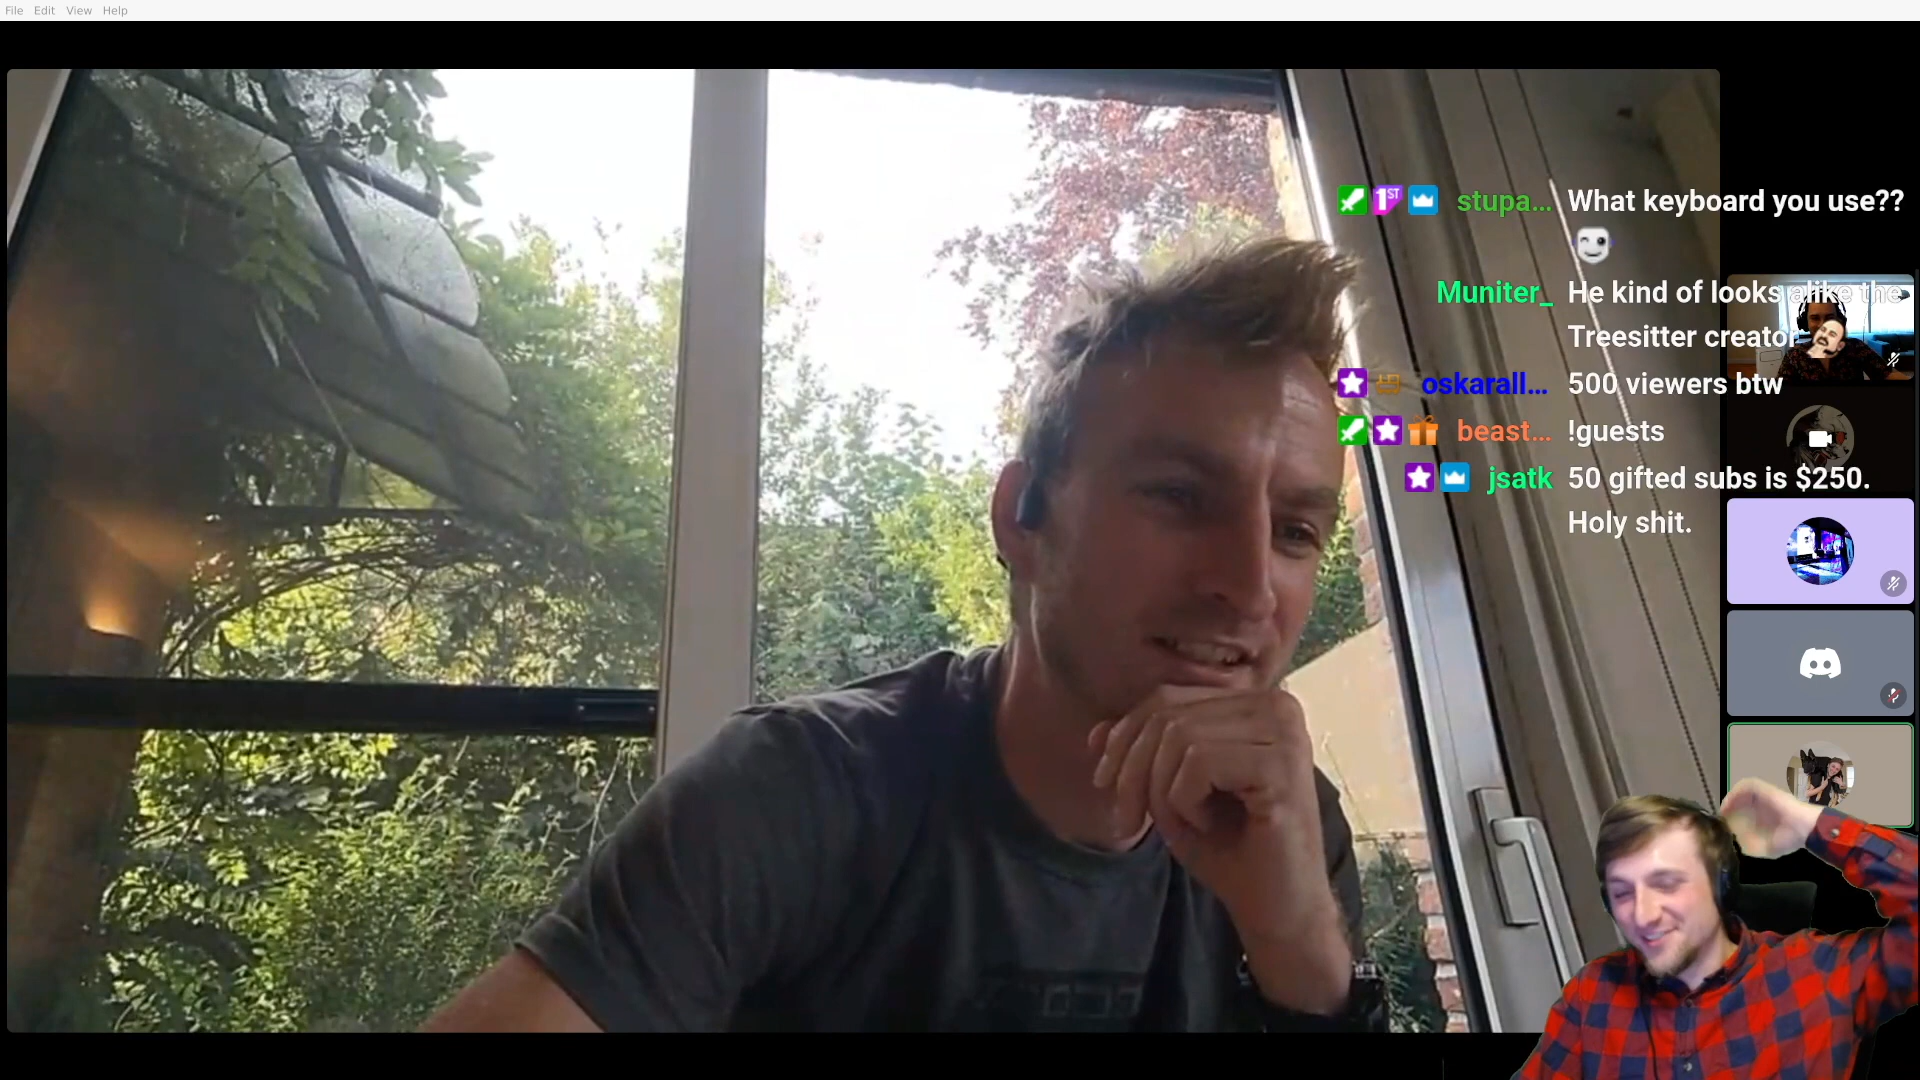 File Edit View Help
stupa... What keyboard you use??
Muniter_ He kind of looks alike the
Treesitter creator
oskarall... 500 viewers btw
beast... !guests
jsatk 50 gifted subs is $250.
Holy shit.
1ST